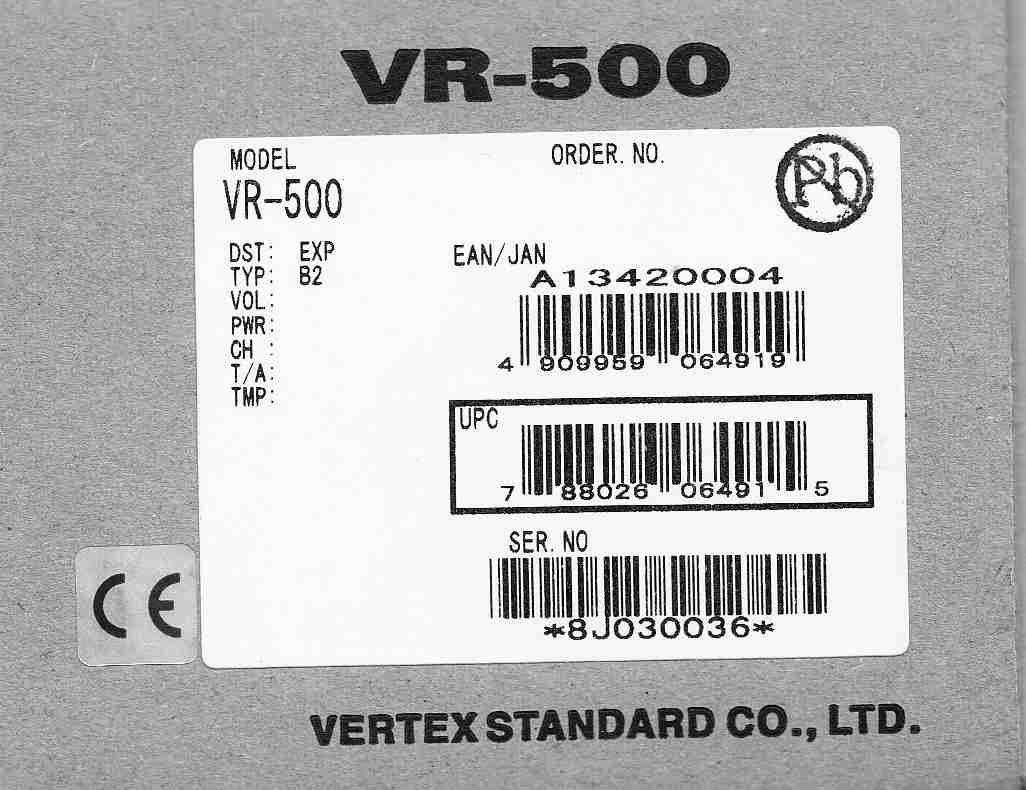 VR-500
MODEL
VR-500
ORDER. NO.
Pb
DST: EXP
TYP: B2
VOL:
PWR:
CH :
T/A:
TMP:
EAN/JAN
A13420004
4 909959 064919
UPC
7 88026 06491 5
SER. NO
*8J030036*
CE
VERTEX STANDARD CO., LTD.